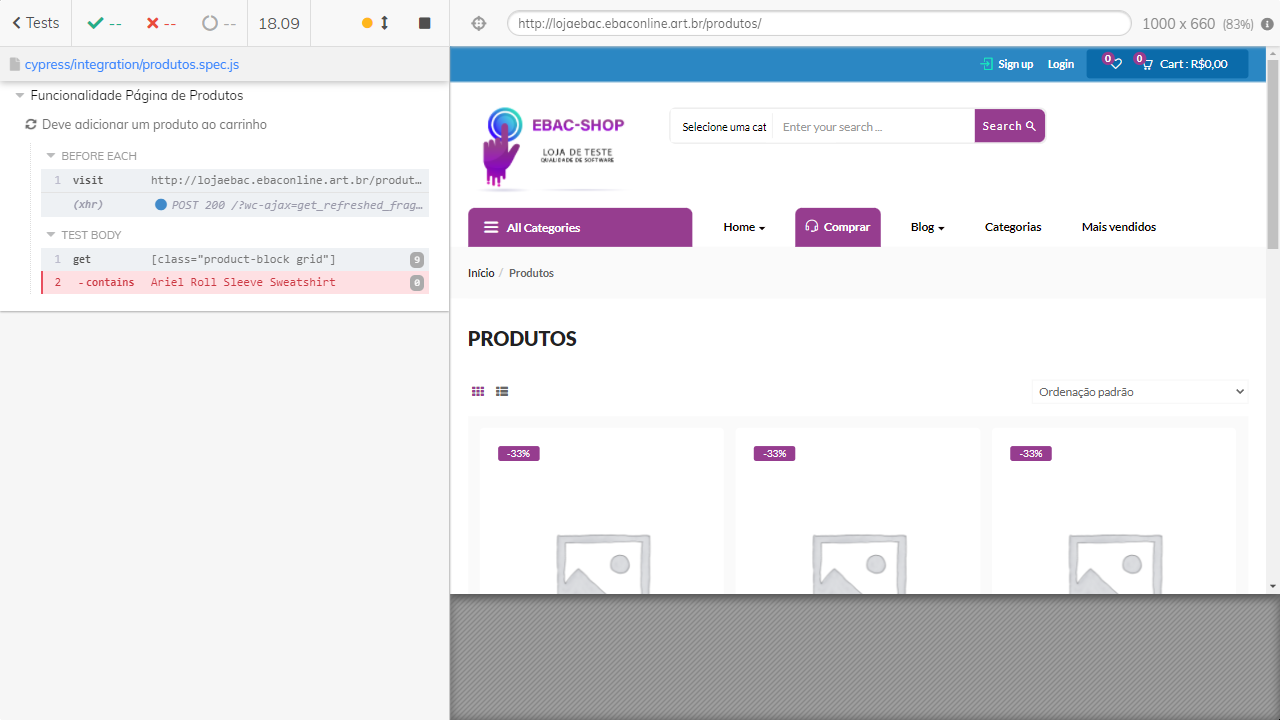 Tests
--
--
--
18.09
http://lojaebac.ebaconline.art.br/produtos/
1000 x 660 (83%)
cypress/integration/produtos.spec.js
Funcionalidade Página de Produtos
Deve adicionar um produto ao carrinho
BEFORE EACH
1 visit http://lojaebac.ebaconline.art.br/produt…
(xhr) POST 200 /?wc-ajax=get_refreshed_frag…
TEST BODY
1 get [class="product-block grid"] 9
2 -contains Ariel Roll Sleeve Sweatshirt 0
Sign up Login 0 0 Cart : R$0,00
EBAC-SHOP
LOJA DE TESTE
QUALIDADE DE SOFTWARE
Selecione uma cat Enter your search ... Search
All Categories Home Comprar Blog Categorias Mais vendidos
Início / Produtos
PRODUTOS
Ordenação padrão
-33% -33% -33%